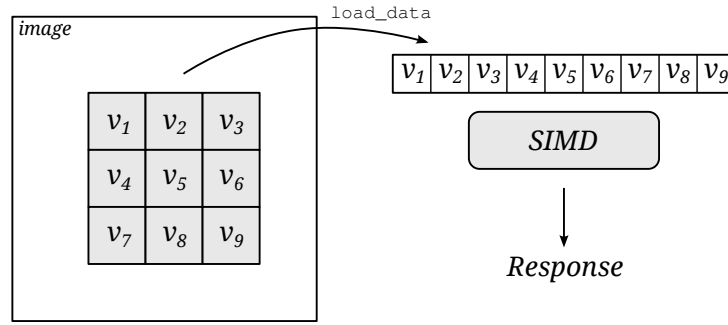 image
load_data
v₁ v₂ v₃ v₄ v₅ v₆ v₇ v₈ v₉
v₁ v₂ v₃
v₄ v₅ v₆
v₇ v₈ v₉
SIMD
Response